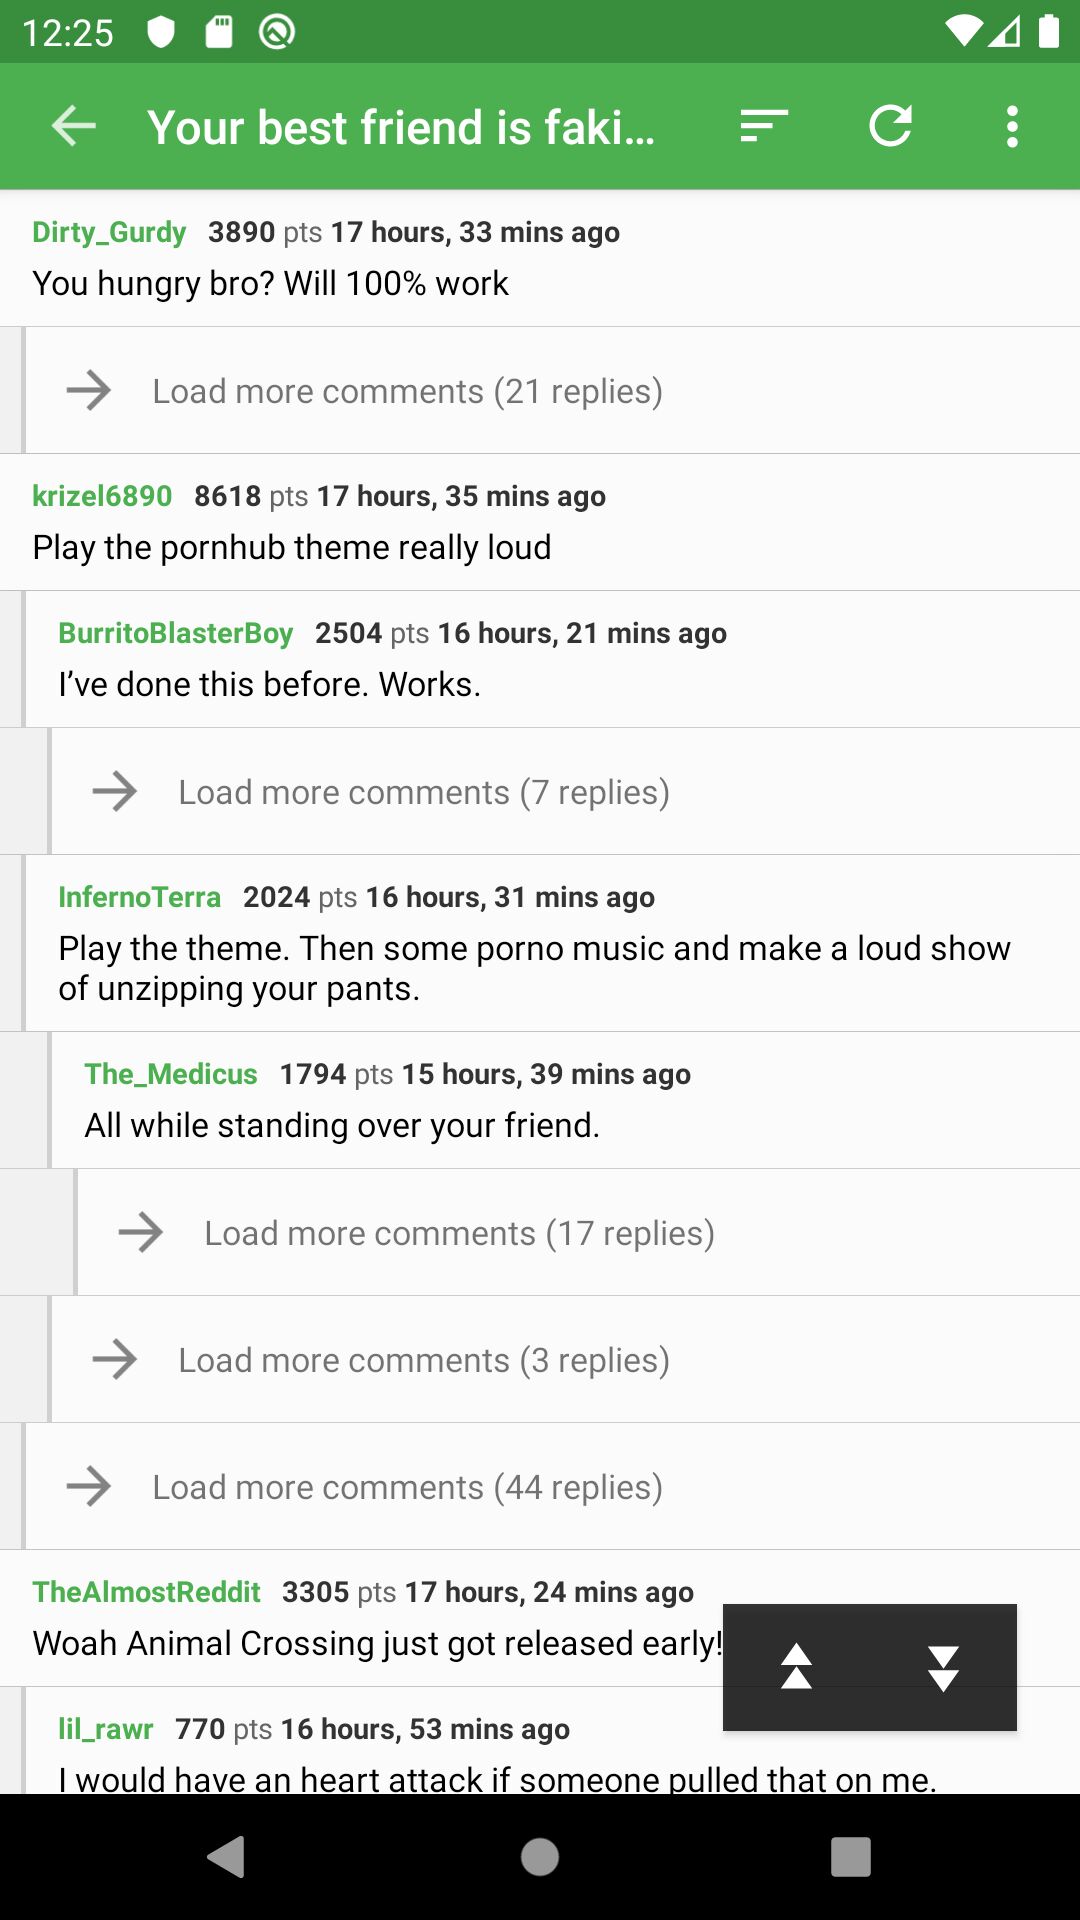 12:25
Your best friend is faki...
Dirty_Gurdy 3890 pts 17 hours, 33 mins ago
You hungry bro? Will 100% work
Load more comments (21 replies)
krizel6890 8618 pts 17 hours, 35 mins ago
Play the pornhub theme really loud
BurritoBlasterBoy 2504 pts 16 hours, 21 mins ago
I’ve done this before. Works.
Load more comments (7 replies)
InfernoTerra 2024 pts 16 hours, 31 mins ago
Play the theme. Then some porno music and make a loud show
of unzipping your pants.
The_Medicus 1794 pts 15 hours, 39 mins ago
All while standing over your friend.
Load more comments (17 replies)
Load more comments (3 replies)
Load more comments (44 replies)
TheAlmostReddit 3305 pts 17 hours, 24 mins ago
Woah Animal Crossing just got released early!
lil_rawr 770 pts 16 hours, 53 mins ago
I would have an heart attack if someone pulled that on me.